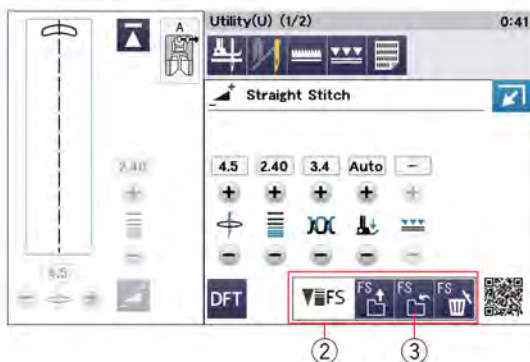 A
Utility(U) (1/2) 0:41
Straight Stitch
2.40
4.5 2.40 3.4 Auto -
6.5
DFT FS FS FS FS
② ③